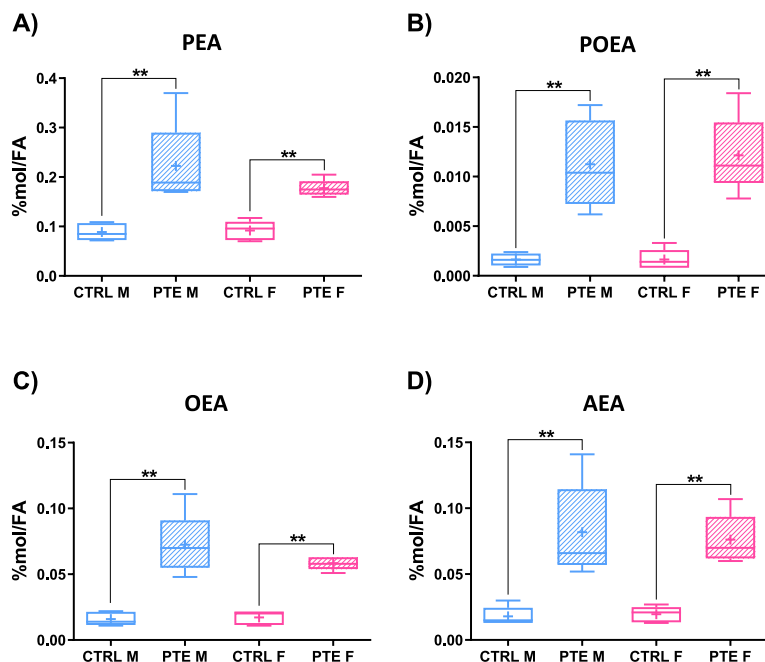 A)
PEA
%mol/FA
0.4
0.3
0.2
0.1
0.0
**
**
CTRL M PTE M CTRL F PTE F
B)
POEA
%mol/FA
0.020
0.015
0.010
0.005
0.000
**
**
CTRL M PTE M CTRL F PTE F
C)
OEA
%mol/FA
0.15
0.10
0.05
0.00
**
**
CTRL M PTE M CTRL F PTE F
D)
AEA
%mol/FA
0.15
0.10
0.05
0.00
**
**
CTRL M PTE M CTRL F PTE F